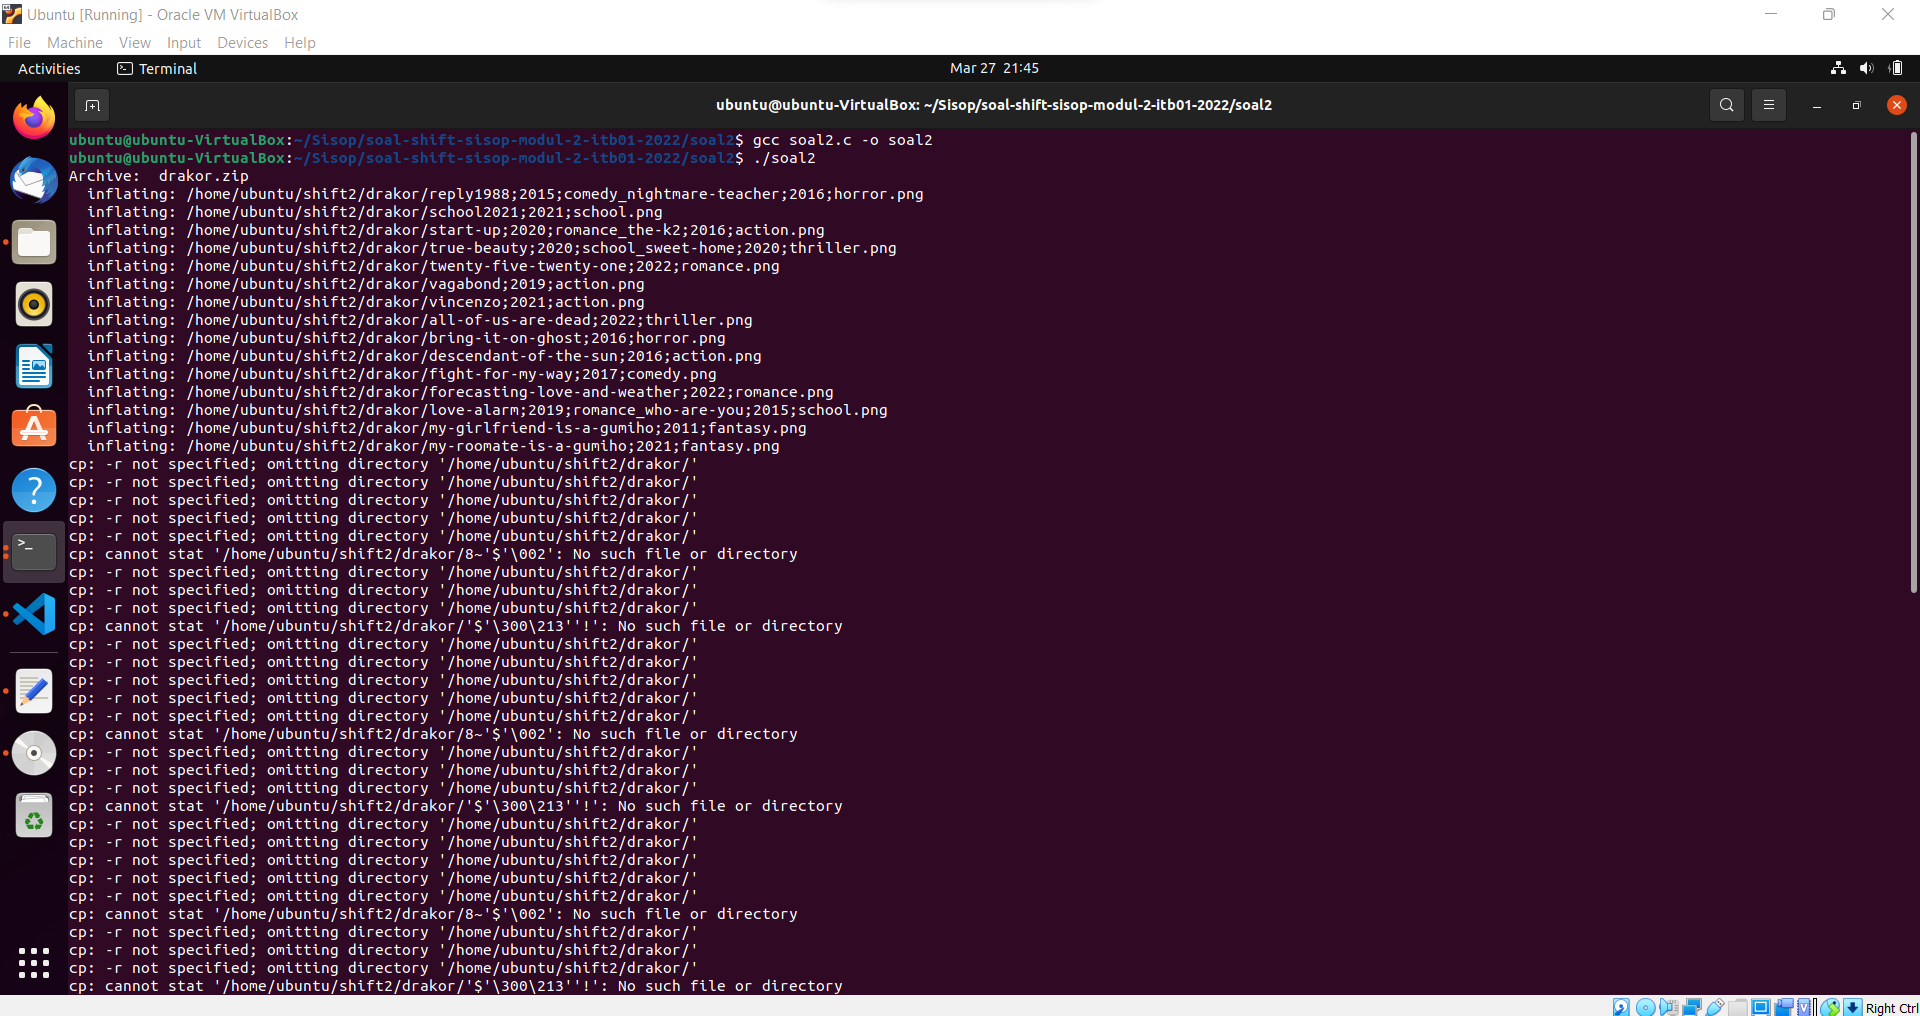 Ubuntu [Running] - Oracle VM VirtualBox
File Machine View Input Devices Help
Activities Terminal Mar 27 21:45
ubuntu@ubuntu-VirtualBox: ~/Sisop/soal-shift-sisop-modul-2-itb01-2022/soal2
ubuntu@ubuntu-VirtualBox:~/Sisop/soal-shift-sisop-modul-2-itb01-2022/soal2$ gcc soal2.c -o soal2
ubuntu@ubuntu-VirtualBox:~/Sisop/soal-shift-sisop-modul-2-itb01-2022/soal2$ ./soal2
Archive:  drakor.zip
  inflating: /home/ubuntu/shift2/drakor/reply1988;2015;comedy_nightmare-teacher;2016;horror.png
  inflating: /home/ubuntu/shift2/drakor/school2021;2021;school.png
  inflating: /home/ubuntu/shift2/drakor/start-up;2020;romance_the-k2;2016;action.png
  inflating: /home/ubuntu/shift2/drakor/true-beauty;2020;school_sweet-home;2020;thriller.png
  inflating: /home/ubuntu/shift2/drakor/twenty-five-twenty-one;2022;romance.png
  inflating: /home/ubuntu/shift2/drakor/vagabond;2019;action.png
  inflating: /home/ubuntu/shift2/drakor/vincenzo;2021;action.png
  inflating: /home/ubuntu/shift2/drakor/all-of-us-are-dead;2022;thriller.png
  inflating: /home/ubuntu/shift2/drakor/bring-it-on-ghost;2016;horror.png
  inflating: /home/ubuntu/shift2/drakor/descendant-of-the-sun;2016;action.png
  inflating: /home/ubuntu/shift2/drakor/fight-for-my-way;2017;comedy.png
  inflating: /home/ubuntu/shift2/drakor/forecasting-love-and-weather;2022;romance.png
  inflating: /home/ubuntu/shift2/drakor/love-alarm;2019;romance_who-are-you;2015;school.png
  inflating: /home/ubuntu/shift2/drakor/my-girlfriend-is-a-gumiho;2011;fantasy.png
  inflating: /home/ubuntu/shift2/drakor/my-roomate-is-a-gumiho;2021;fantasy.png
cp: -r not specified; omitting directory '/home/ubuntu/shift2/drakor/'
cp: -r not specified; omitting directory '/home/ubuntu/shift2/drakor/'
cp: -r not specified; omitting directory '/home/ubuntu/shift2/drakor/'
cp: -r not specified; omitting directory '/home/ubuntu/shift2/drakor/'
cp: -r not specified; omitting directory '/home/ubuntu/shift2/drakor/'
cp: cannot stat '/home/ubuntu/shift2/drakor/8~'$'\002': No such file or directory
cp: -r not specified; omitting directory '/home/ubuntu/shift2/drakor/'
cp: -r not specified; omitting directory '/home/ubuntu/shift2/drakor/'
cp: -r not specified; omitting directory '/home/ubuntu/shift2/drakor/'
cp: cannot stat '/home/ubuntu/shift2/drakor/'$'\300\213''!': No such file or directory
cp: -r not specified; omitting directory '/home/ubuntu/shift2/drakor/'
cp: -r not specified; omitting directory '/home/ubuntu/shift2/drakor/'
cp: -r not specified; omitting directory '/home/ubuntu/shift2/drakor/'
cp: -r not specified; omitting directory '/home/ubuntu/shift2/drakor/'
cp: -r not specified; omitting directory '/home/ubuntu/shift2/drakor/'
cp: cannot stat '/home/ubuntu/shift2/drakor/8~'$'\002': No such file or directory
cp: -r not specified; omitting directory '/home/ubuntu/shift2/drakor/'
cp: -r not specified; omitting directory '/home/ubuntu/shift2/drakor/'
cp: -r not specified; omitting directory '/home/ubuntu/shift2/drakor/'
cp: cannot stat '/home/ubuntu/shift2/drakor/'$'\300\213''!': No such file or directory
cp: -r not specified; omitting directory '/home/ubuntu/shift2/drakor/'
cp: -r not specified; omitting directory '/home/ubuntu/shift2/drakor/'
cp: -r not specified; omitting directory '/home/ubuntu/shift2/drakor/'
cp: -r not specified; omitting directory '/home/ubuntu/shift2/drakor/'
cp: -r not specified; omitting directory '/home/ubuntu/shift2/drakor/'
cp: cannot stat '/home/ubuntu/shift2/drakor/8~'$'\002': No such file or directory
cp: -r not specified; omitting directory '/home/ubuntu/shift2/drakor/'
cp: -r not specified; omitting directory '/home/ubuntu/shift2/drakor/'
cp: -r not specified; omitting directory '/home/ubuntu/shift2/drakor/'
cp: cannot stat '/home/ubuntu/shift2/drakor/'$'\300\213''!': No such file or directory
Right Ctrl